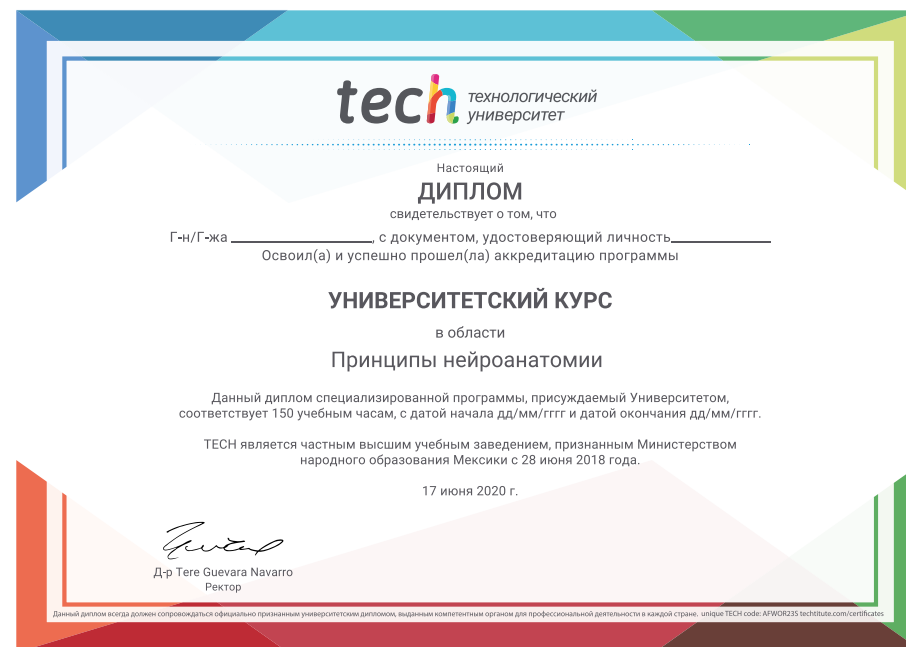 tech технологический
университет
Настоящий
ДИПЛОМ
свидетельствует о том, что
Г-н/Г-жа ____________________, с документом, удостоверяющий личность______________
Освоил(а) и успешно прошел(ла) аккредитацию программы
УНИВЕРСИТЕТСКИЙ КУРС
в области
Принципы нейроанатомии
Данный диплом специализированной программы, присуждаемый Университетом,
соответствует 150 учебным часам, с датой начала дд/мм/гггг и датой окончания дд/мм/гггг.
TECH является частным высшим учебным заведением, признанным Министерством
народного образования Мексики с 28 июня 2018 года.
17 июня 2020 г.
Д-р Tere Guevara Navarro
Ректор
Данный диплом всегда должен сопровождаться официально признанным университетским дипломом, выданным компетентным органом для профессиональной деятельности в каждой стране. unique TECH code: AFWOR23S techtitute.com/certificates